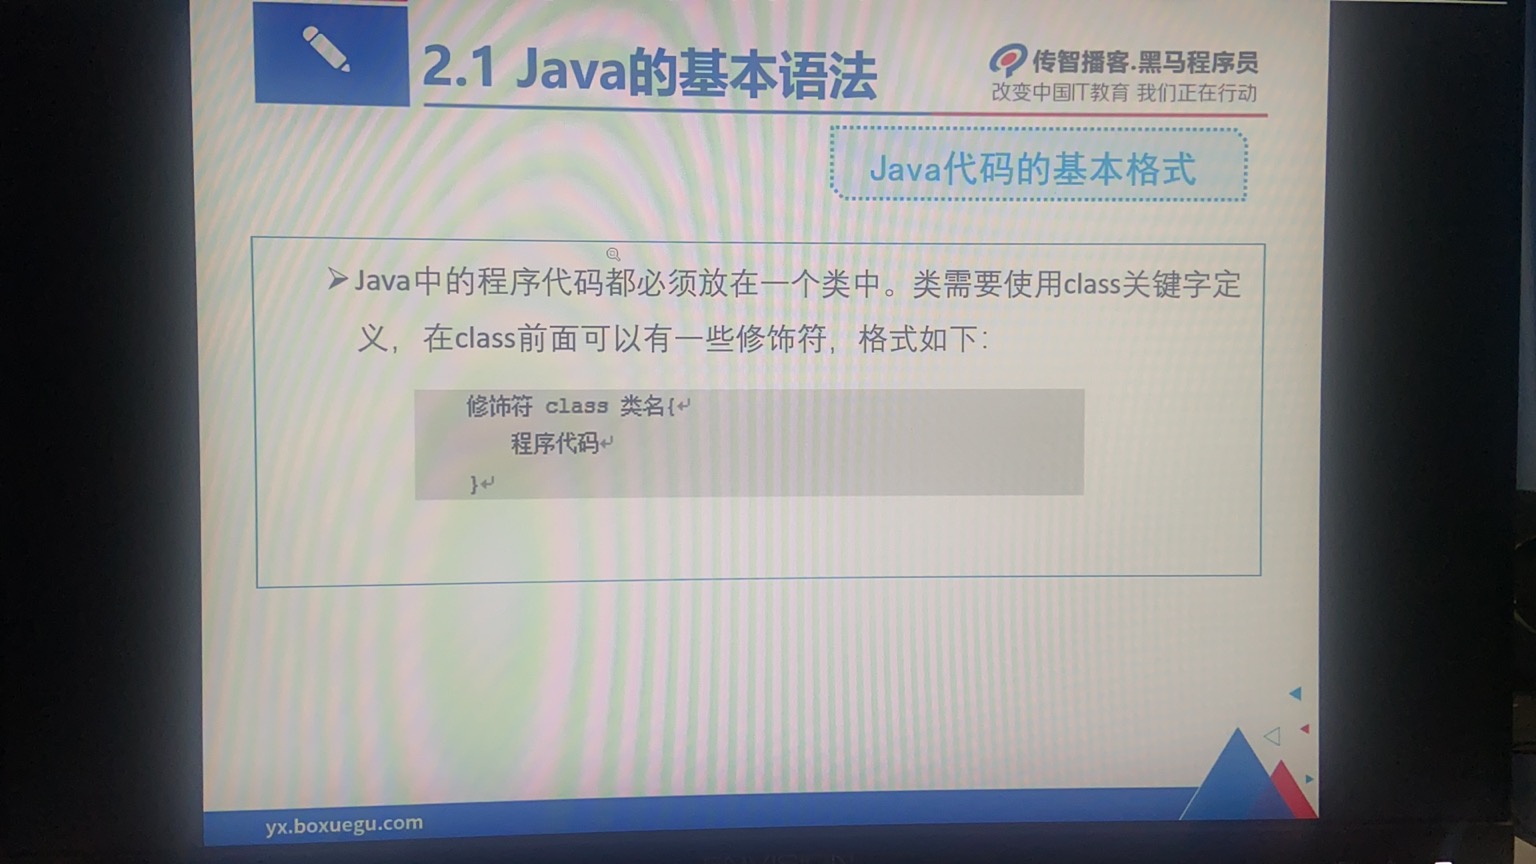 2.1 Java的基本语法
传智播客.黑马程序员
改变中国IT教育 我们正在行动
Java代码的基本格式
➢Java中的程序代码都必须放在一个类中。类需要使用class关键字定
义，在class前面可以有一些修饰符，格式如下：
修饰符 class 类名{↵
程序代码↵
}↵
yx.boxuegu.com